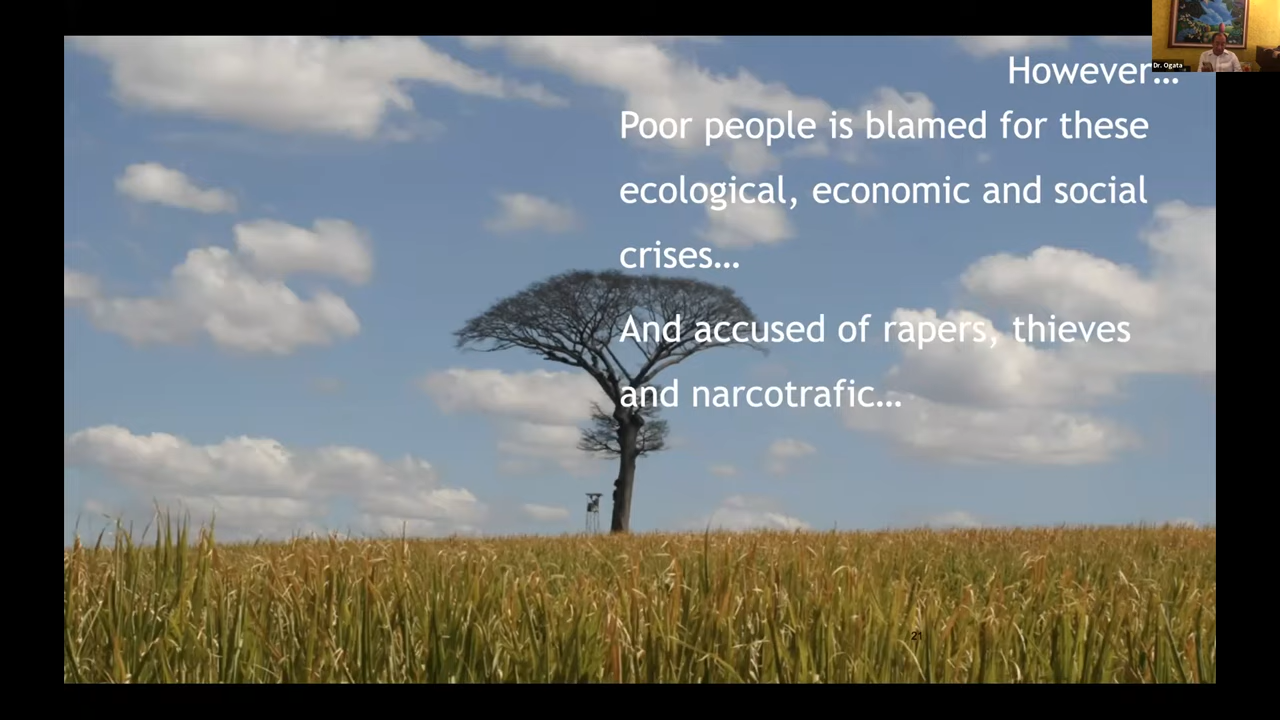 However…
Dr. Ogata
Poor people is blamed for these
ecological, economic and social
crises…
And accused of rapers, thieves
and narcotrafic…
21